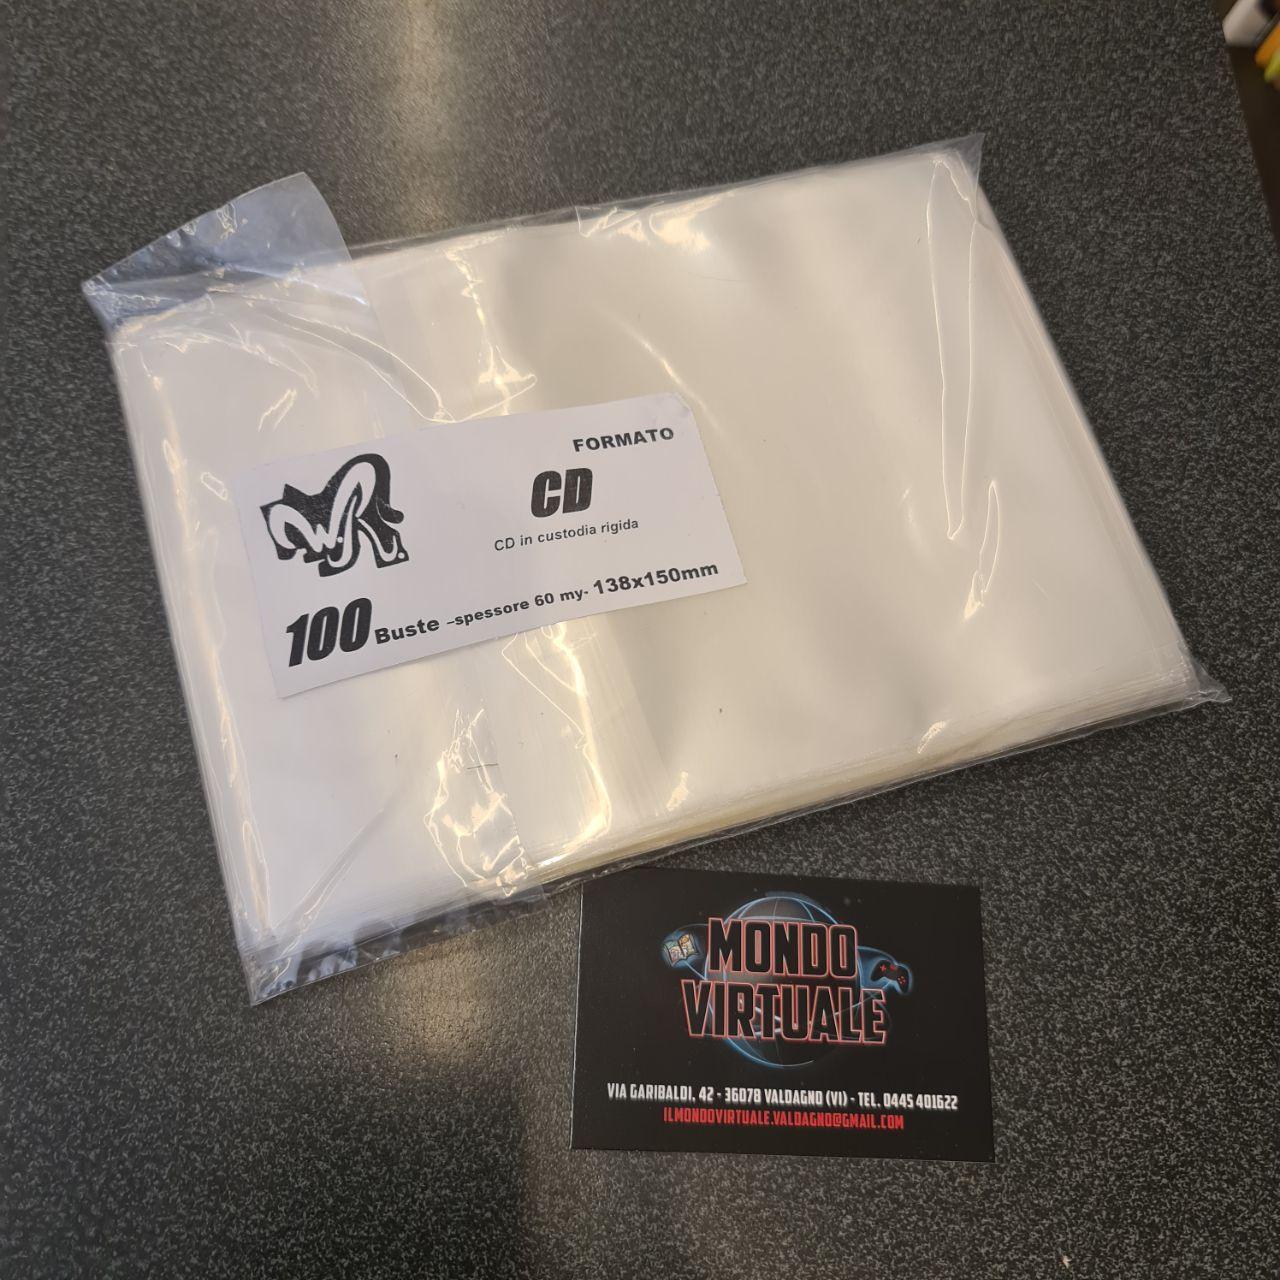 FORMATO
W.R.
CD
CD in custodia rigida
100 Buste –spessore 60 my- 138x150mm
MONDO
VIRTUALE
VIA GARIBALDI, 42 - 36078 VALDAGNO (VI) - TEL. 0445 401622
ILMONDOVIRTUALE.VALDAGNO@GMAIL.COM